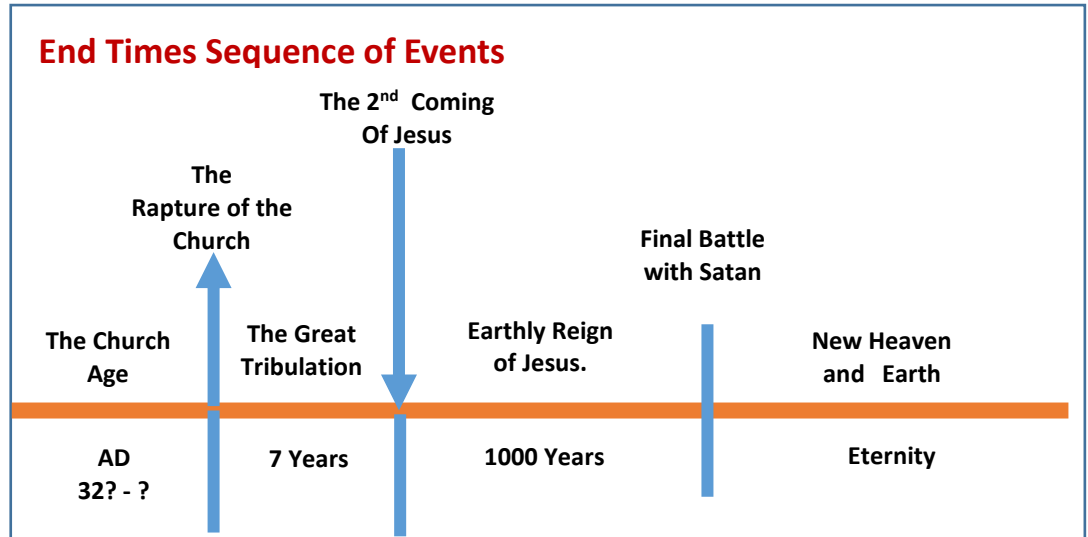 End Times Sequence of Events
The 2nd Coming
Of Jesus
The
Rapture of the
Church
Final Battle
with Satan
The Church
Age
The Great
Tribulation
Earthly Reign
of Jesus.
New Heaven
and Earth
AD
32? - ?
7 Years
1000 Years
Eternity